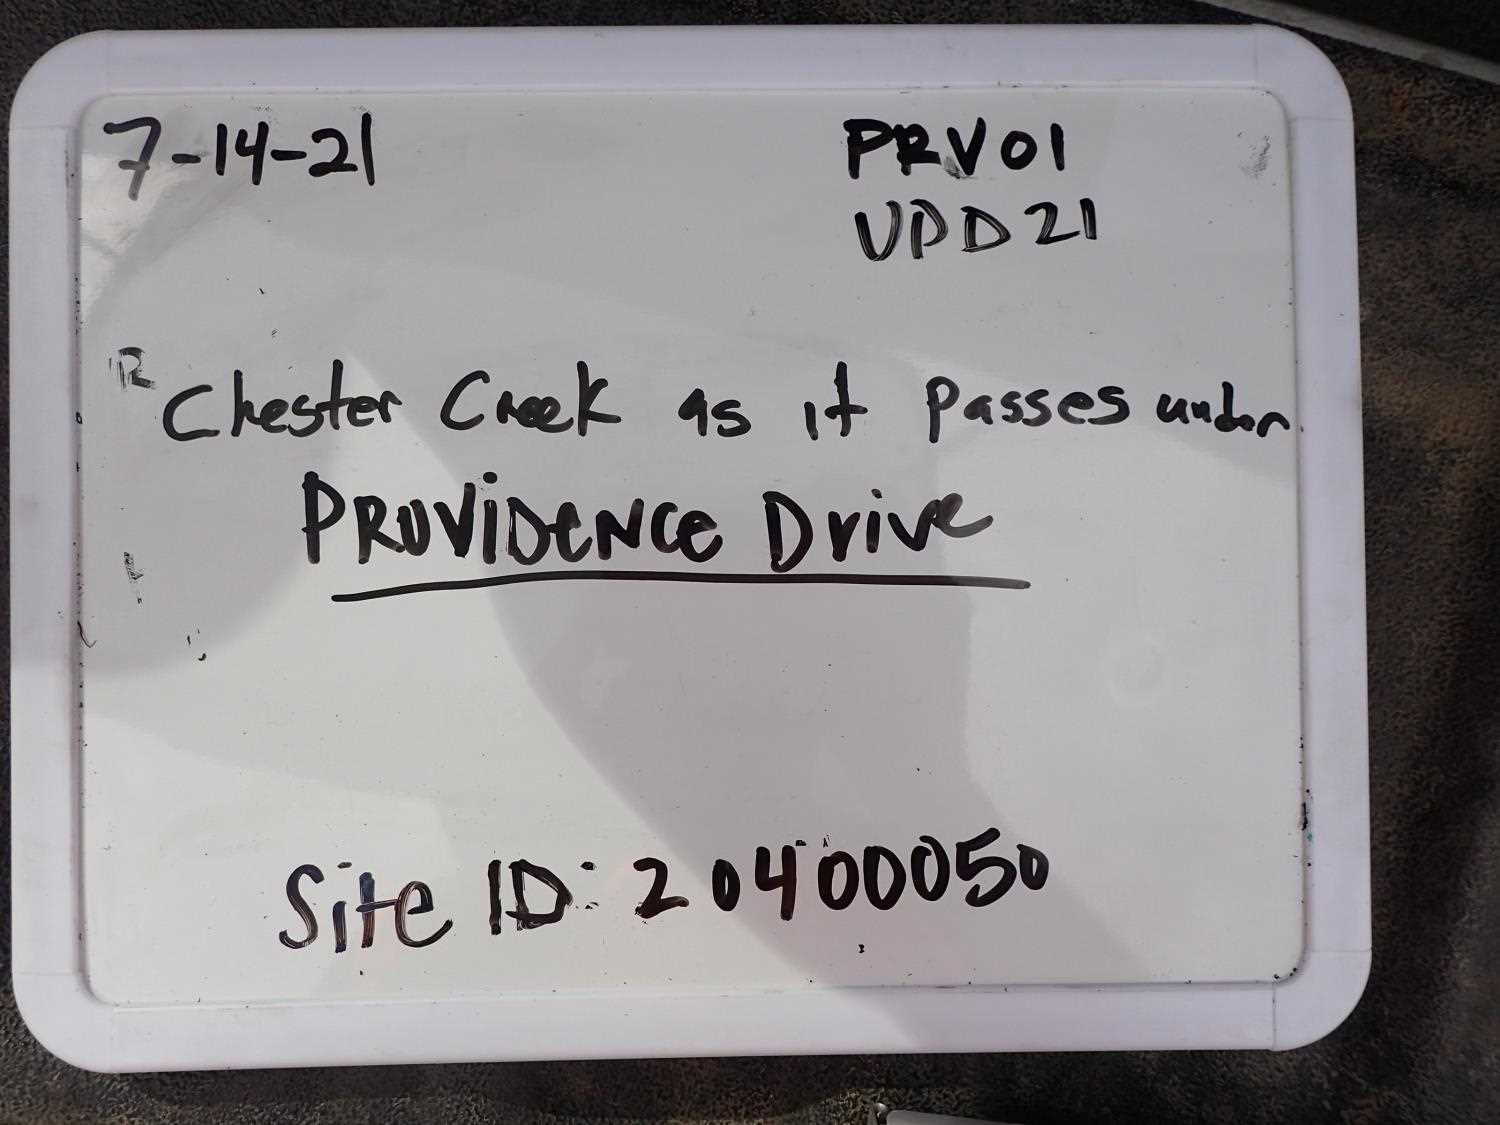 7-14-21
PRV01
UPD21
R
Chester Creek as it passes under
PROVIDENCE Drive
Site ID: 20400050